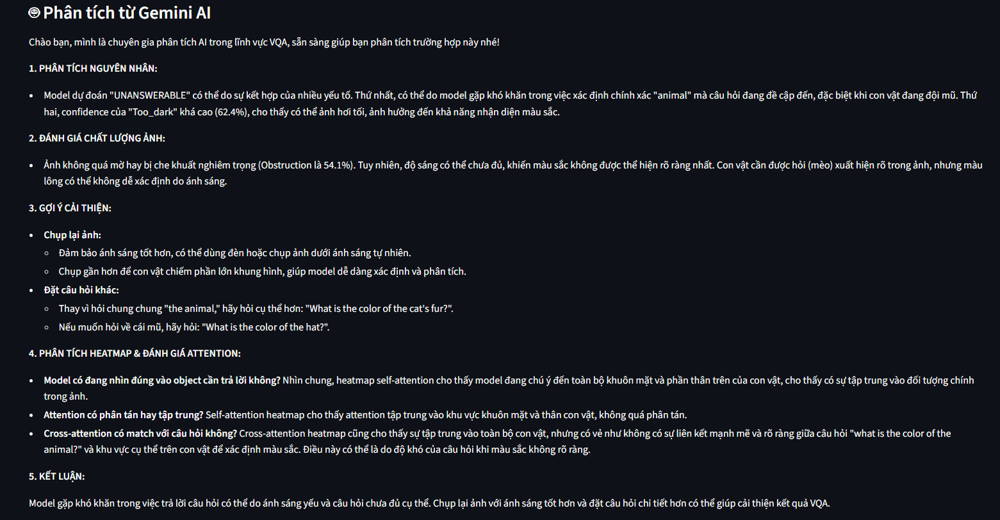 Phân tích từ Gemini AI
Chào bạn, mình là chuyên gia phân tích AI trong lĩnh vực VQA, sẵn sàng giúp bạn phân tích trường hợp này nhé!
1. PHÂN TÍCH NGUYÊN NHÂN:
• Model dự đoán "UNANSWERABLE" có thể do sự kết hợp của nhiều yếu tố. Thứ nhất, có thể do model gặp khó khăn trong việc xác định chính xác "animal" mà câu hỏi đang đề cập đến, đặc biệt khi con vật đang đội mũ. Thứ
hai, confidence của "Too_dark" khá cao (62.4%), cho thấy có thể ảnh hơi tối, ảnh hưởng đến khả năng nhận diện màu sắc.
2. ĐÁNH GIÁ CHẤT LƯỢNG ẢNH:
• Ảnh không quá mờ hay bị che khuất nghiêm trọng (Obstruction là 54.1%). Tuy nhiên, độ sáng có thể chưa đủ, khiến màu sắc không được thể hiện rõ ràng nhất. Con vật cần được hỏi (mèo) xuất hiện rõ trong ảnh, nhưng màu
lông có thể không dễ xác định do ánh sáng.
3. GỢI Ý CẢI THIỆN:
• Chụp lại ảnh:
◦ Đảm bảo ánh sáng tốt hơn, có thể dùng đèn hoặc chụp ảnh dưới ánh sáng tự nhiên.
◦ Chụp gần hơn để con vật chiếm phần lớn khung hình, giúp model dễ dàng xác định và phân tích.
• Đặt câu hỏi khác:
◦ Thay vì hỏi chung chung "the animal," hãy hỏi cụ thể hơn: "What is the color of the cat's fur?".
◦ Nếu muốn hỏi về cái mũ, hãy hỏi: "What is the color of the hat?".
4. PHÂN TÍCH HEATMAP & ĐÁNH GIÁ ATTENTION:
• Model có đang nhìn đúng vào object cần trả lời không? Nhìn chung, heatmap self-attention cho thấy model đang chú ý đến toàn bộ khuôn mặt và phần thân trên của con vật, cho thấy có sự tập trung vào đối tượng chính
trong ảnh.
• Attention có phân tán hay tập trung? Self-attention heatmap cho thấy attention tập trung vào khu vực khuôn mặt và thân con vật, không quá phân tán.
• Cross-attention có match với câu hỏi không? Cross-attention heatmap cũng cho thấy sự tập trung vào toàn bộ con vật, nhưng có vẻ như không có sự liên kết mạnh mẽ và rõ ràng giữa câu hỏi "what is the color of the
animal?" và khu vực cụ thể trên con vật để xác định màu sắc. Điều này có thể là do độ khó của câu hỏi khi màu sắc không rõ ràng.
5. KẾT LUẬN:
Model gặp khó khăn trong việc trả lời câu hỏi có thể do ánh sáng yếu và câu hỏi chưa đủ cụ thể. Chụp lại ảnh với ánh sáng tốt hơn và đặt câu hỏi chi tiết hơn có thể giúp cải thiện kết quả VQA.